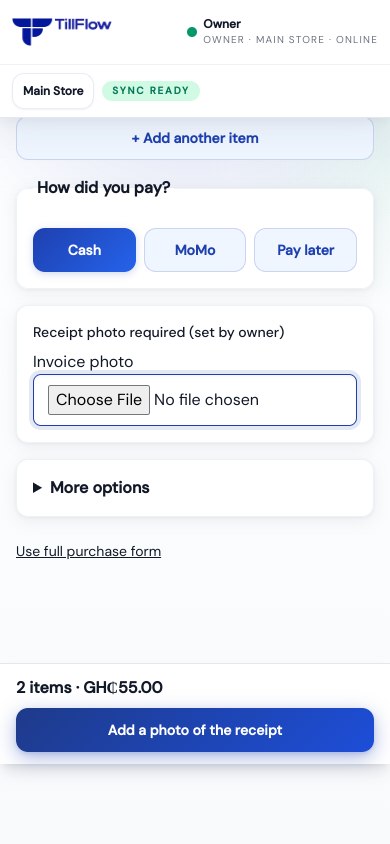 TillFlow
Owner
OWNER · MAIN STORE · ONLINE
Main Store
SYNC READY
+ Add another item
How did you pay?
Cash
MoMo
Pay later
Receipt photo required (set by owner)
Invoice photo
Choose File No file chosen
More options
Use full purchase form
2 items · GH₵55.00
Add a photo of the receipt